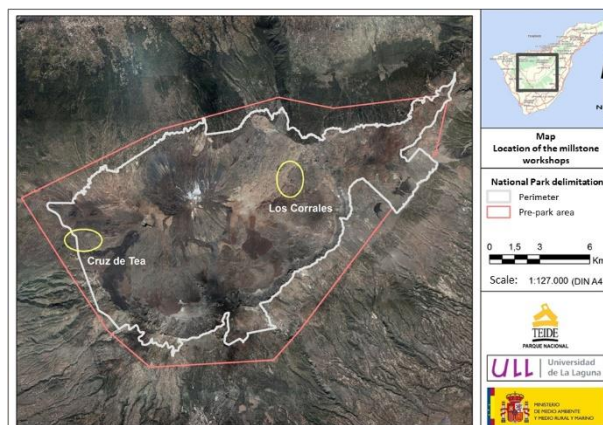 Los Corrales
Cruz de Tea
N
Map
Location of the millstone
workshops
National Park delimitation
Perimeter
Pre-park area
0 1,5 3 6
Km
Scale: 1:127.000 (DIN A4
TEIDE
PARQUE NACIONAL
ULL Universidad
de La Laguna
MINISTERIO
DE MEDIO AMBIENTE
Y MEDIO RURAL Y MARINO